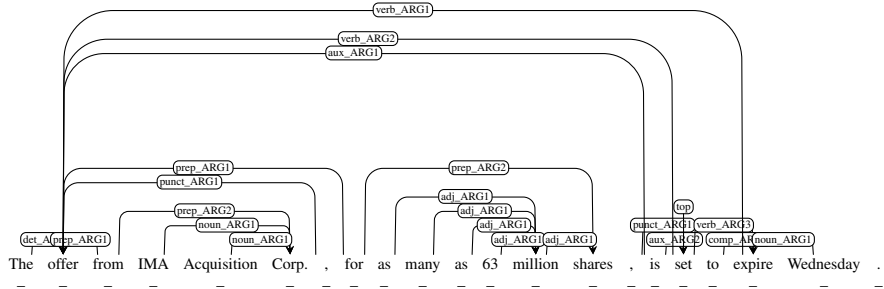 verb_ARG1
verb_ARG2
aux_ARG1
prep_ARG1 prep_ARG2
punct_ARG1
adj_ARG1
prep_ARG2 adj_ARG1 top
noun_ARG1 adj_ARG1 punct_ARG1 verb_ARG3
det_A prep_ARG1 noun_ARG1 adj_ARG1 adj_ARG1 aux_ARG2 comp_AR noun_ARG1
The offer from IMA Acquisition Corp. , for as many as 63 million shares , is set to expire Wednesday .
_ _ _ _ _ _ _ _ _ _ _ _ _ _ _ _ _ _ _ _ _